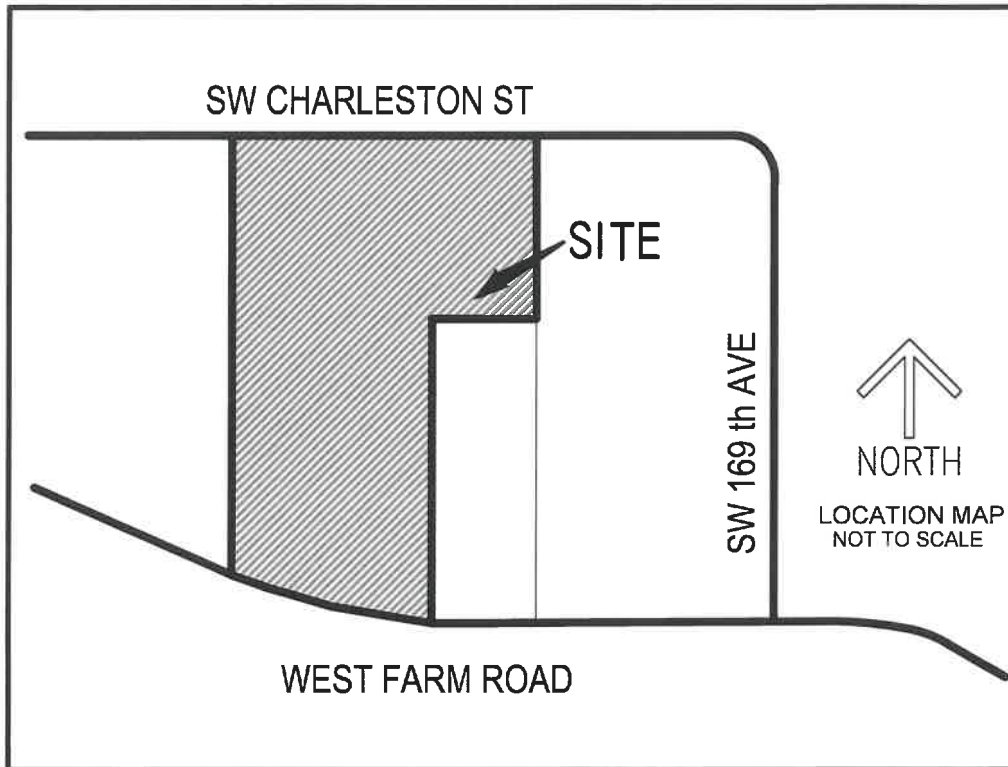 SW CHARLESTON ST
SITE
SW 169 th AVE
NORTH
LOCATION MAP
NOT TO SCALE
WEST FARM ROAD